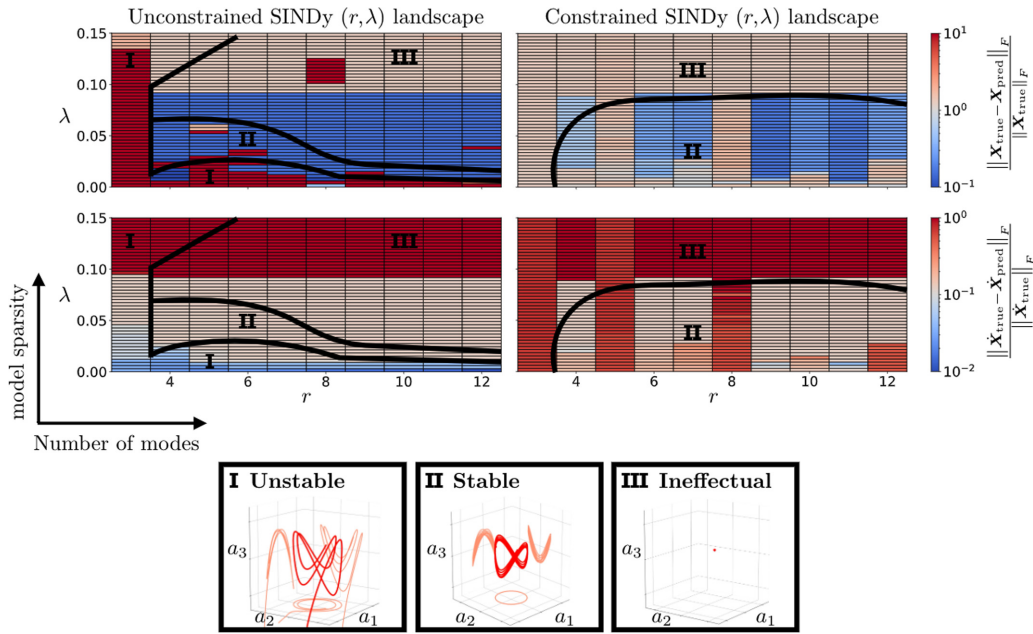 Unconstrained SINDy (r,λ) landscape
Constrained SINDy (r,λ) landscape
0.15
0.10
0.05
0.00
λ
I
III
II
I
III
II
10¹
10⁰
10⁻¹
‖X_true − X_pred‖_F
‖X_true‖_F
0.15
0.10
0.05
0.00
λ
I
III
II
I
III
II
10⁰
10⁻¹
10⁻²
‖Ẋ_true − Ẋ_pred‖_F
‖Ẋ_true‖_F
4 6 8 10 12
4 6 8 10 12
r
r
model sparsity
Number of modes
I Unstable
a₃
a₂
a₁
II Stable
a₃
a₂
a₁
III Ineffectual
a₃
a₂
a₁